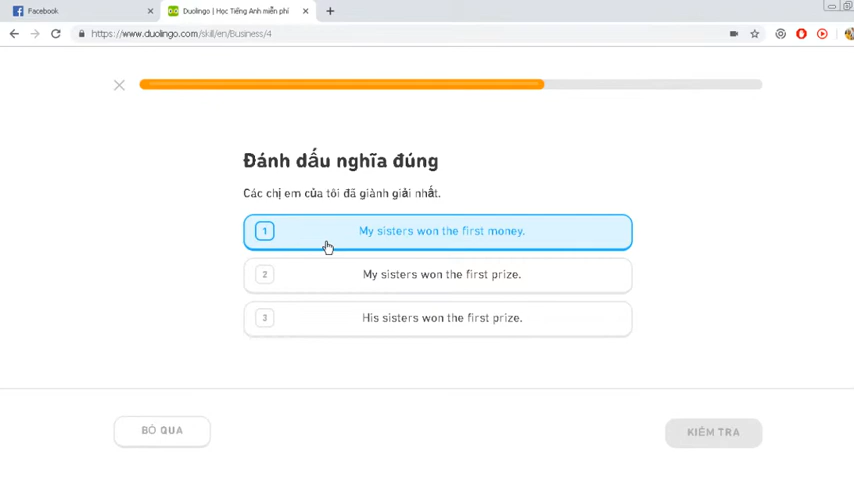 Facebook
Duolingo | Học Tiếng Anh miễn phí
https://www.duolingo.com/skill/en/Business/4
Đánh dấu nghĩa đúng
Các chị em của tôi đã giành giải nhất.
1 My sisters won the first money.
2 My sisters won the first prize.
3 His sisters won the first prize.
BỎ QUA
KIỂM TRA